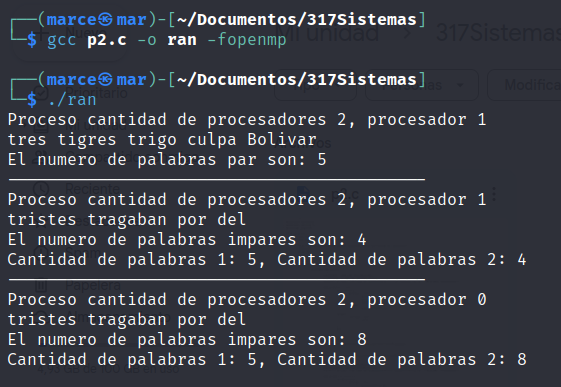 ┌──(marce㉿mar)-[~/Documentos/317Sistemas]
└─$ gcc p2.c -o ran -fopenmp
┌──(marce㉿mar)-[~/Documentos/317Sistemas]
└─$ ./ran
Proceso cantidad de procesadores 2, procesador 1
tres tigres trigo culpa Bolivar
El numero de palabras par son: 5
------------------------------------------
Proceso cantidad de procesadores 2, procesador 1
tristes tragaban por del
El numero de palabras impares son: 4
Cantidad de palabras 1: 5, Cantidad de palabras 2: 4
------------------------------------------
Proceso cantidad de procesadores 2, procesador 0
tristes tragaban por del
El numero de palabras impares son: 8
Cantidad de palabras 1: 5, Cantidad de palabras 2: 8